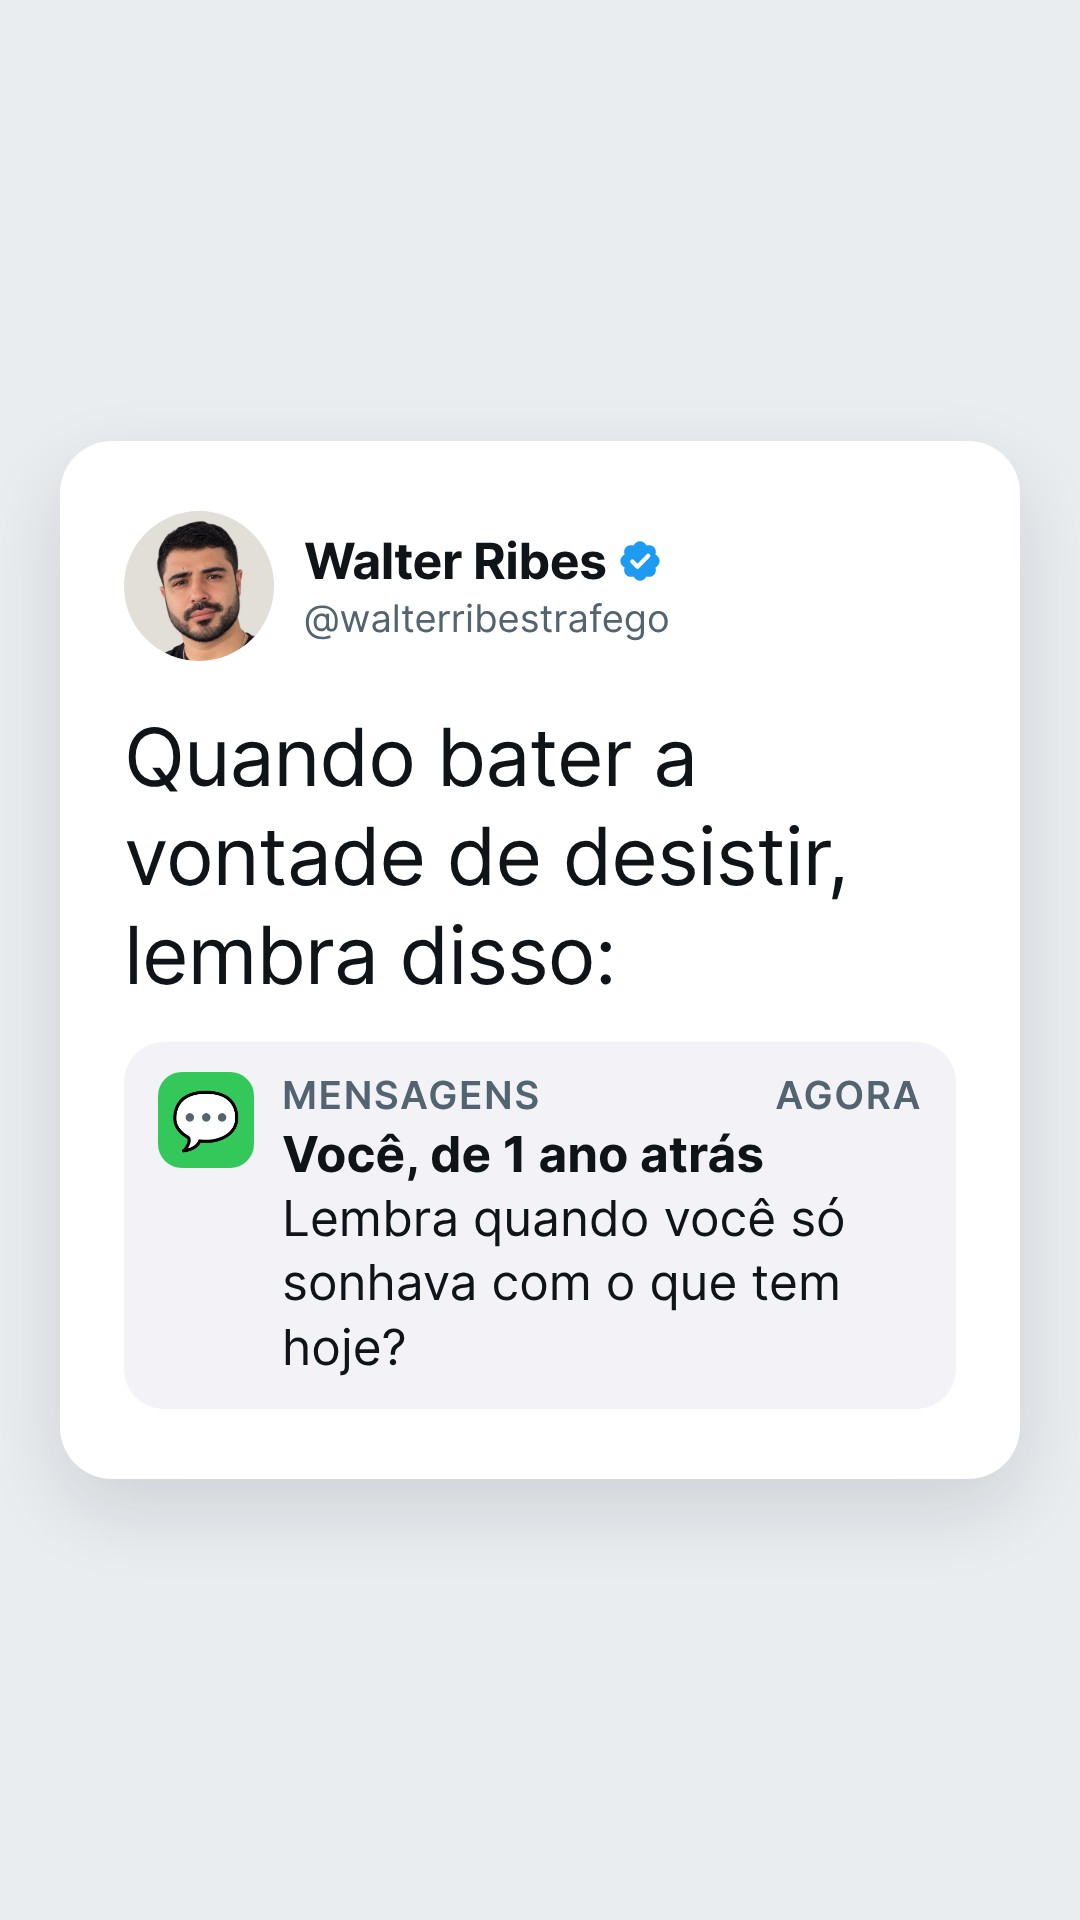 Walter Ribes
@walterribestrafego
Quando bater a
vontade de desistir,
lembra disso:
MENSAGENS AGORA
Você, de 1 ano atrás
Lembra quando você só
sonhava com o que tem
hoje?